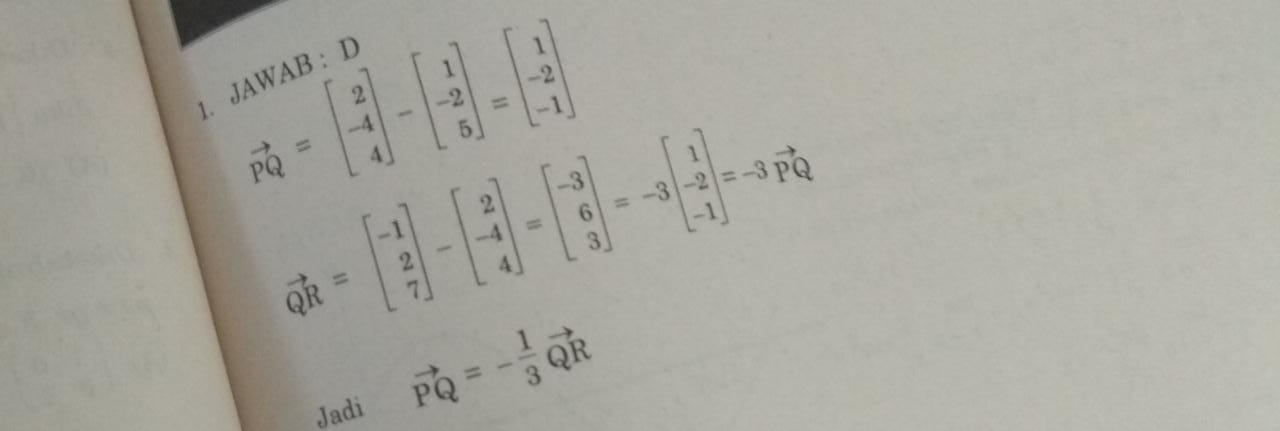 1. JAWAB : D
$\vec{PQ} = \begin{bmatrix} 2 \\ -4 \\ 4 \end{bmatrix} - \begin{bmatrix} 1 \\ -2 \\ 5 \end{bmatrix} = \begin{bmatrix} 1 \\ -2 \\ -1 \end{bmatrix}$
$\vec{QR} = \begin{bmatrix} -1 \\ 2 \\ 7 \end{bmatrix} - \begin{bmatrix} 2 \\ -4 \\ 4 \end{bmatrix} = \begin{bmatrix} -3 \\ 6 \\ 3 \end{bmatrix} = -3 \begin{bmatrix} 1 \\ -2 \\ -1 \end{bmatrix} = -3 \vec{PQ}$
Jadi $\vec{PQ} = -\frac{1}{3} \vec{QR}$